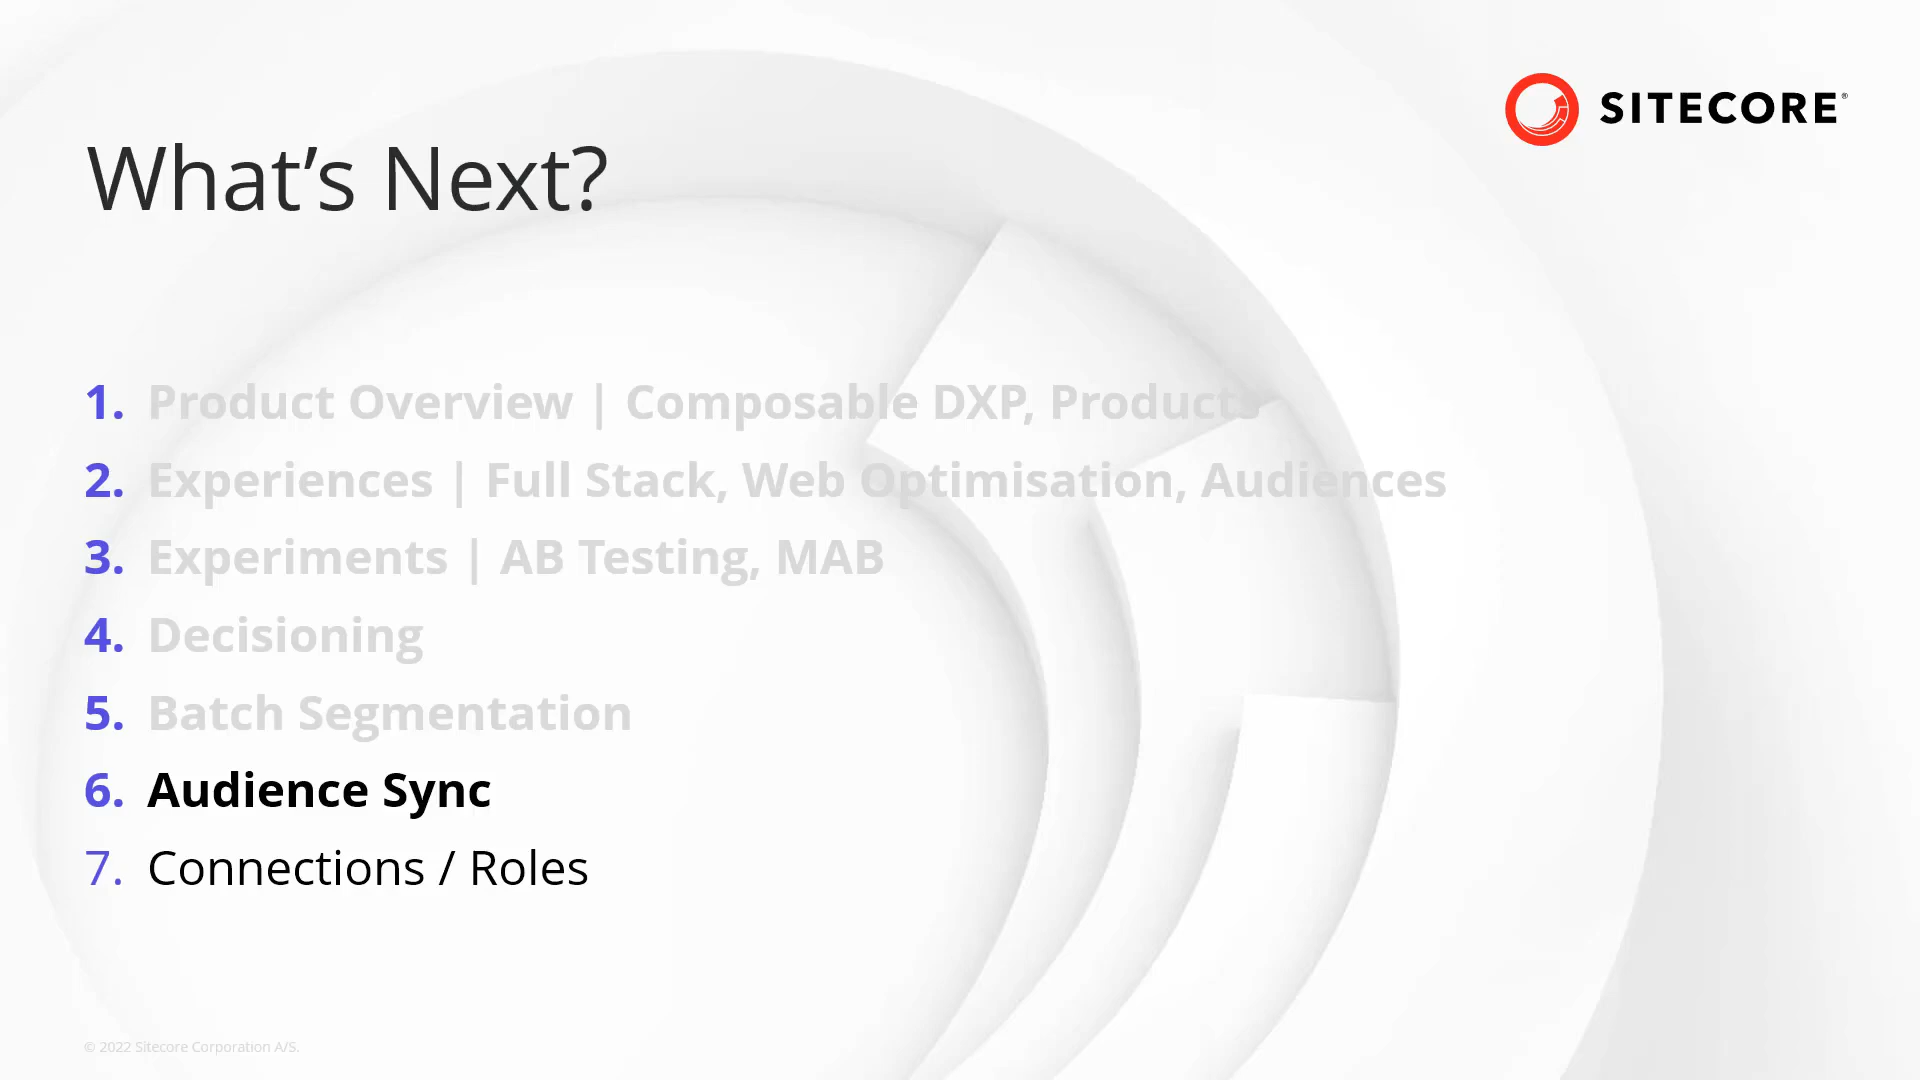 SITECORE®
What’s Next?
1. Product Overview | Composable DXP, Products
2. Experiences | Full Stack, Web Optimisation, Audiences
3. Experiments | AB Testing, MAB
4. Decisioning
5. Batch Segmentation
6. Audience Sync
7. Connections / Roles
© 2022 Sitecore Corporation A/S.